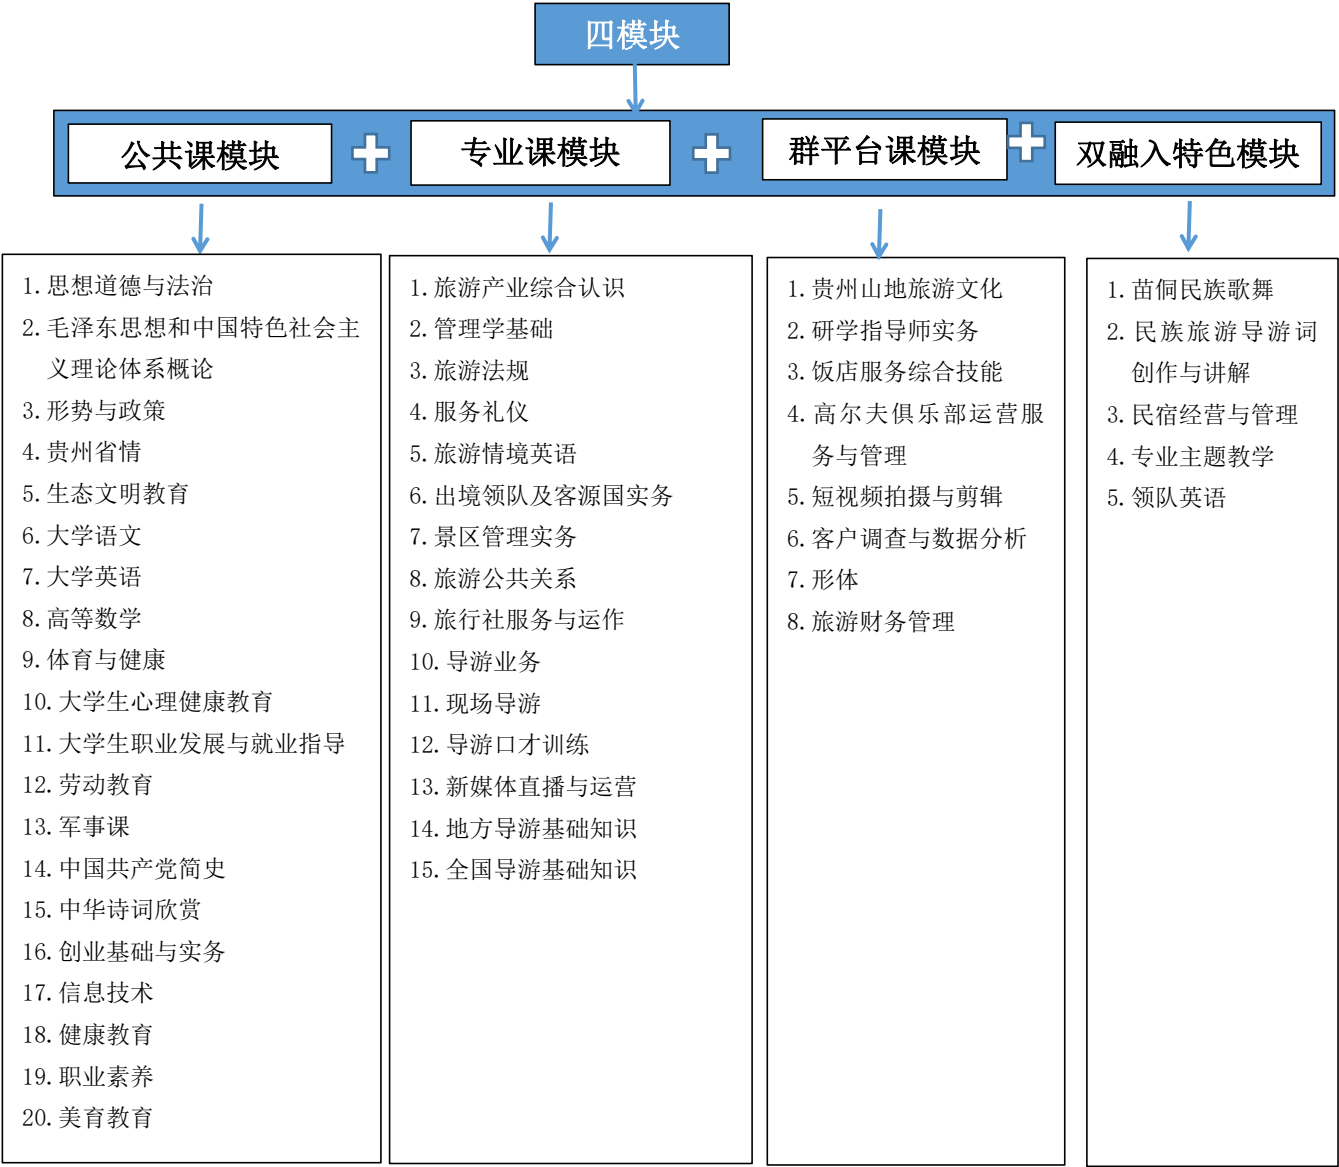 四模块
公共课模块
专业课模块
群平台课模块
双融入特色模块
1.思想道德与法治
2.毛泽东思想和中国特色社会主
义理论体系概论
3.形势与政策
4.贵州省情
5.生态文明教育
6.大学语文
7.大学英语
8.高等数学
9.体育与健康
10.大学生心理健康教育
11.大学生职业发展与就业指导
12.劳动教育
13.军事课
14.中国共产党简史
15.中华诗词欣赏
16.创业基础与实务
17.信息技术
18.健康教育
19.职业素养
20.美育教育
1.旅游产业综合认识
2.管理学基础
3.旅游法规
4.服务礼仪
5.旅游情境英语
6.出境领队及客源国实务
7.景区管理实务
8.旅游公共关系
9.旅行社服务与运作
10.导游业务
11.现场导游
12.导游口才训练
13.新媒体直播与运营
14.地方导游基础知识
15.全国导游基础知识
1.贵州山地旅游文化
2.研学指导师实务
3.饭店服务综合技能
4.高尔夫俱乐部运营服
务与管理
5.短视频拍摄与剪辑
6.客户调查与数据分析
7.形体
8.旅游财务管理
1.苗侗民族歌舞
2.民族旅游导游词
创作与讲解
3.民宿经营与管理
4.专业主题教学
5.领队英语